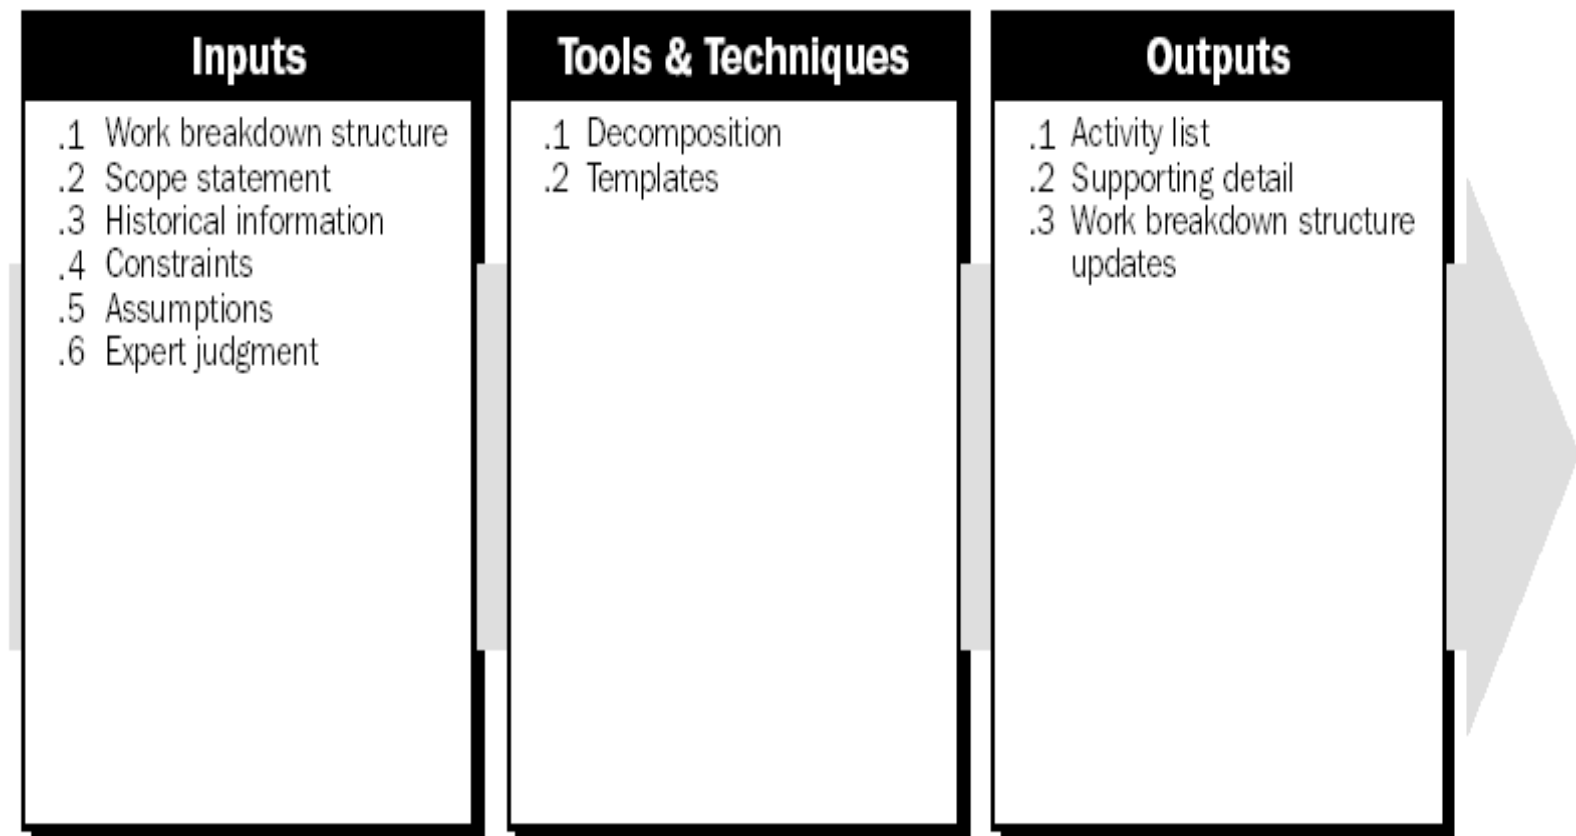 Inputs
.1 Work breakdown structure
.2 Scope statement
.3 Historical information
.4 Constraints
.5 Assumptions
.6 Expert judgment
Tools & Techniques
.1 Decomposition
.2 Templates
Outputs
.1 Activity list
.2 Supporting detail
.3 Work breakdown structure
updates